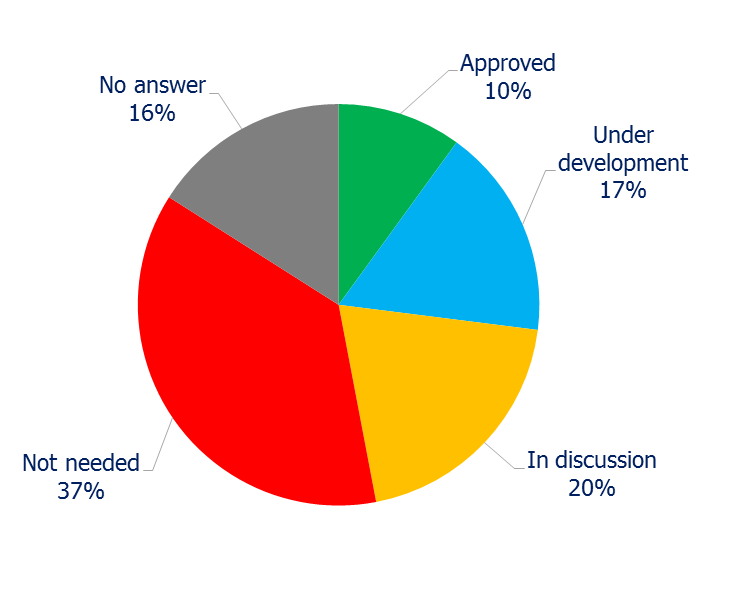 Approved
10%
Under
development
17%
In discussion
20%
Not needed
37%
No answer
16%